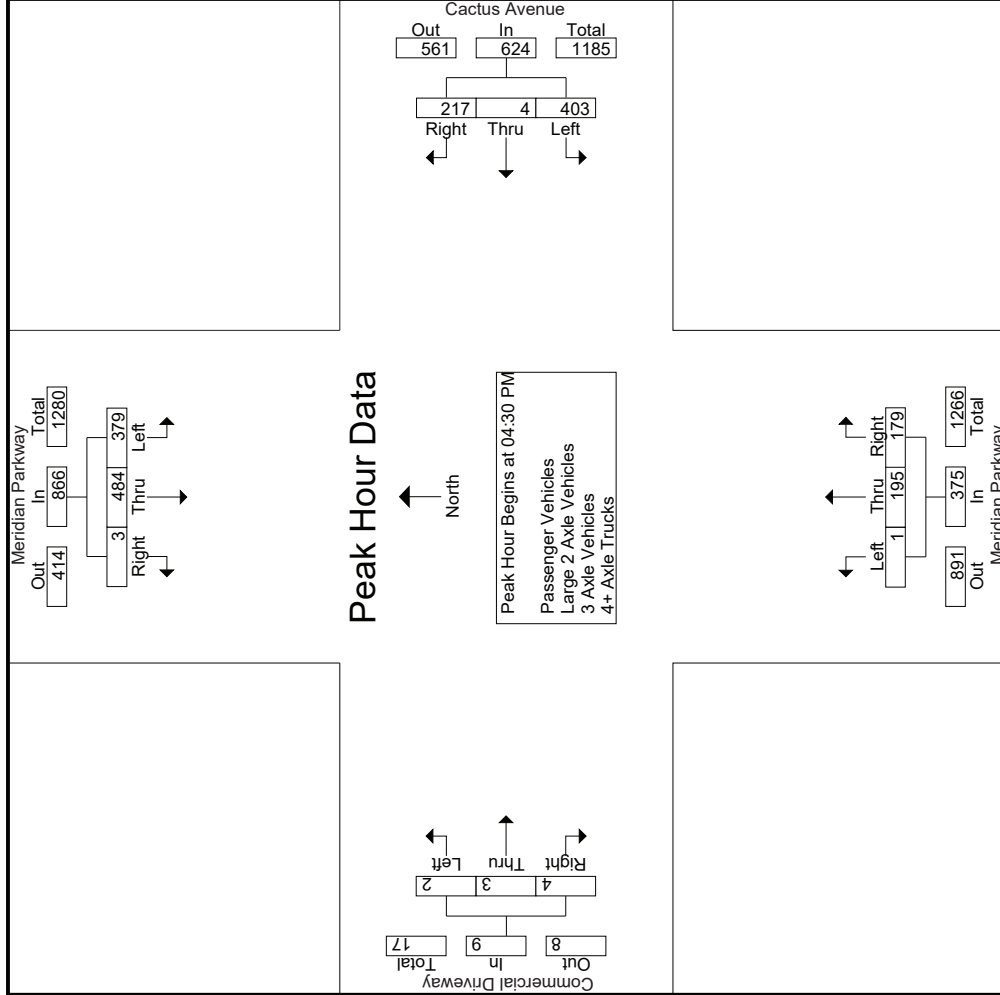 Cactus Avenue
Out In Total
561 624 1185
217 4 403
Right Thru Left
Meridian Parkway
Out In Total
414 866 1280
3 484 379
Right Thru Left
Peak Hour Data
North
Peak Hour Begins at 04:30 PM
Passenger Vehicles
Large 2 Axle Vehicles
3 Axle Vehicles
4+ Axle Trucks
Left Thru Right
1 195 179
891 375 1266
Out In Total
Meridian Parkway
Left Thru Right
2 3 4
17 9 8
Total In Out
Commercial Driveway